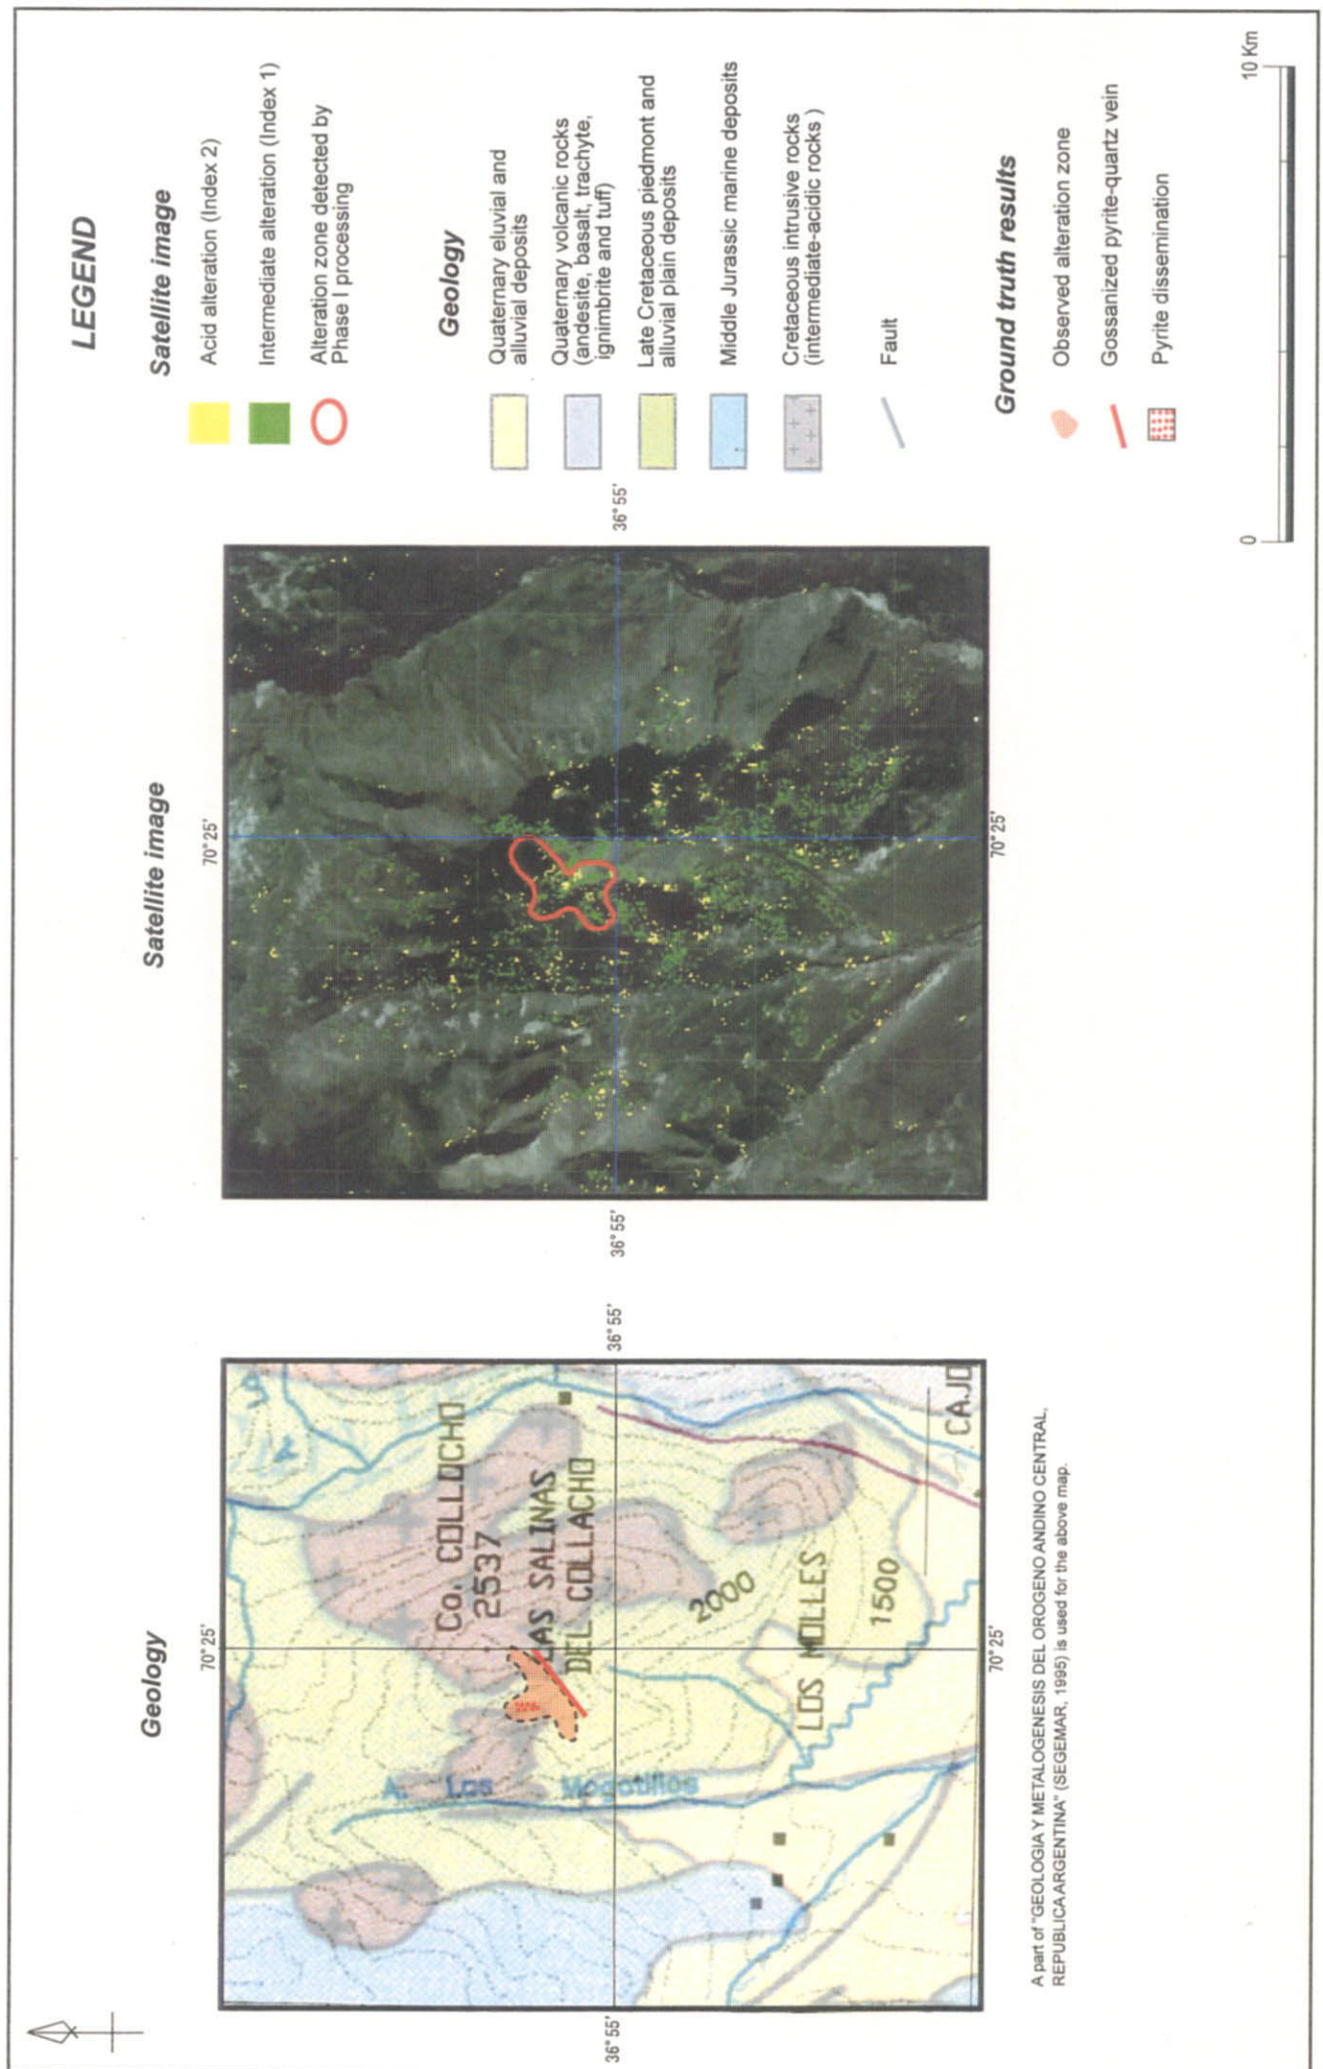 Geology
70° 25'
36° 55'
36° 55'
Co. COLLOCHO
2537
LAS SALINAS
DEL COLLACHO
A. Los Mogotillos
2000
LOS MOLLES
1500
CAJO
70° 25'
A part of "GEOLOGIA Y METALOGENESIS DEL OROGENO ANDINO CENTRAL,
REPUBLICA ARGENTINA" (SEGEMAR, 1995) is used for the above map.
Satellite image
70° 25'
36° 55'
36° 55'
70° 25'
LEGEND
Satellite image
Acid alteration (Index 2)
Intermediate alteration (Index 1)
Alteration zone detected by
Phase I processing
Geology
Quaternary eluvial and
alluvial deposits
Quaternary volcanic rocks
(andesite, basalt, trachyte,
ignimbrite and tuff)
Late Cretaceous piedmont and
alluvial plain deposits
Middle Jurassic marine deposits
Cretaceous intrusive rocks
(intermediate-acidic rocks )
Fault
Ground truth results
Observed alteration zone
Gossanized pyrite-quartz vein
Pyrite dissemination
0
10 Km